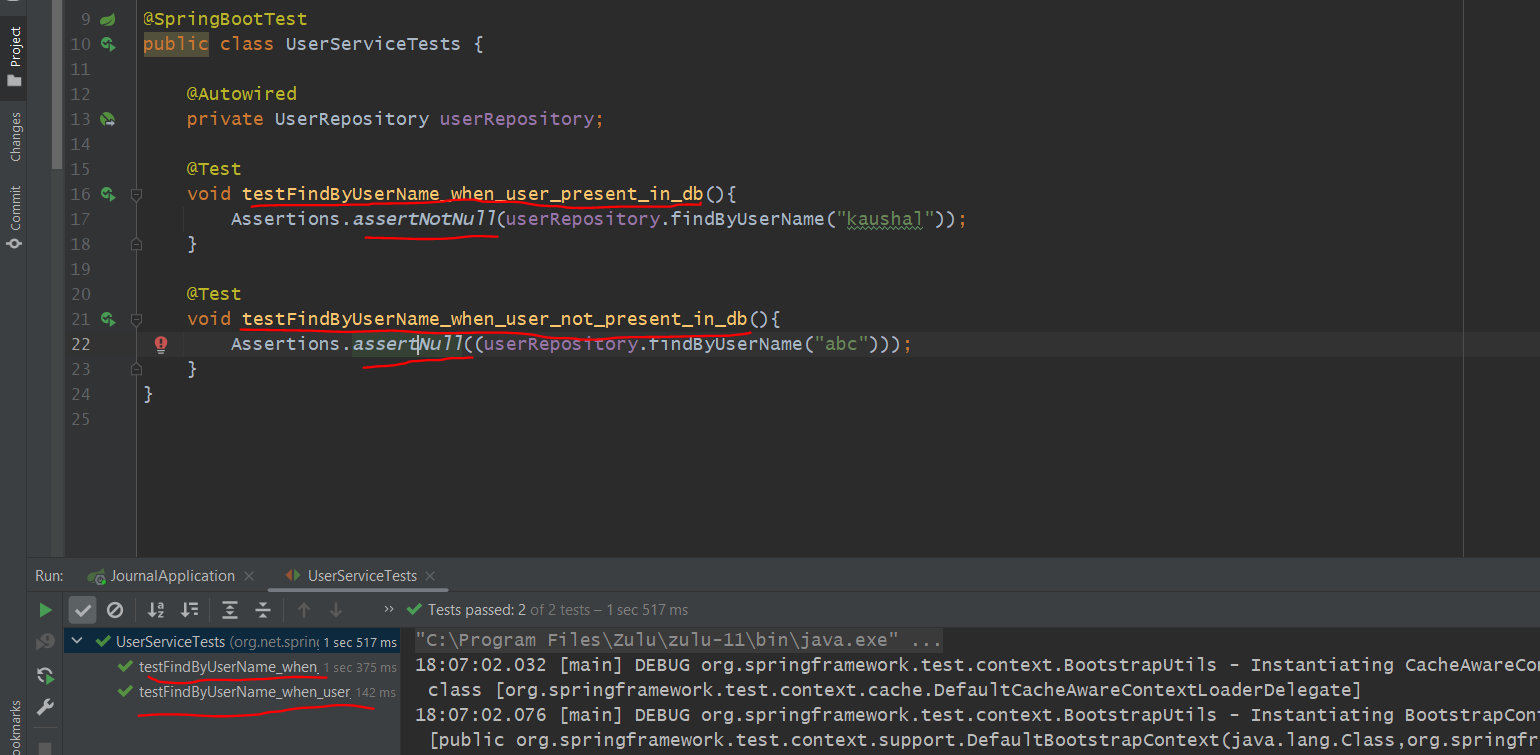 Project
Changes
Commit
ookmarks
9 @SpringBootTest
10 public class UserServiceTests {
11
12 @Autowired
13 private UserRepository userRepository;
14
15 @Test
16 void testFindByUserName_when_user_present_in_db(){
17 Assertions.assertNotNull(userRepository.findByUserName("kaushal"));
18 }
19
20 @Test
21 void testFindByUserName_when_user_not_present_in_db(){
22 Assertions.assertNull((userRepository.findByUserName("abc")));
23 }
24 }
25
Run: JournalApplication UserServiceTests
Tests passed: 2 of 2 tests – 1 sec 517 ms
UserServiceTests (org.net.spring 1 sec 517 ms
testFindByUserName_when_ 1 sec 375 ms
testFindByUserName_when_user_ 142 ms
"C:\Program Files\Zulu\zulu-11\bin\java.exe" ...
18:07:02.032 [main] DEBUG org.springframework.test.context.BootstrapUtils - Instantiating CacheAwareCon
class [org.springframework.test.context.cache.DefaultCacheAwareContextLoaderDelegate]
18:07:02.076 [main] DEBUG org.springframework.test.context.BootstrapUtils - Instantiating BootstrapCont
[public org.springframework.test.context.support.DefaultBootstrapContext(java.lang.Class,org.springfr